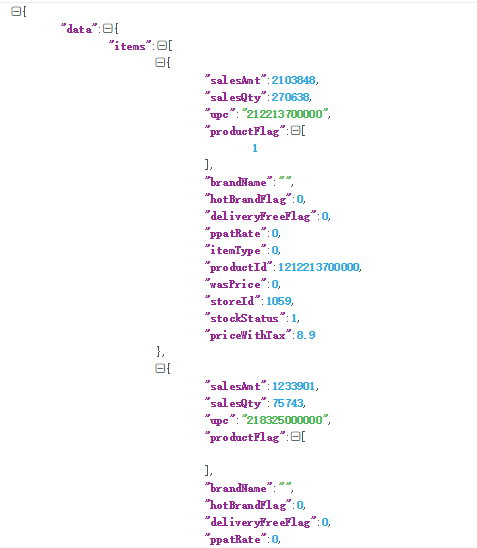 {
"data":{
"items":[
{
"salesAmt":2103848,
"salesQty":270638,
"upc":"212213700000",
"productFlag":[
1
],
"brandName":"",
"hotBrandFlag":0,
"deliveryFreeFlag":0,
"ppatRate":0,
"itemType":0,
"productId":1212213700000,
"wasPrice":0,
"storeId":1059,
"stockStatus":1,
"priceWithTax":8.9
},
{
"salesAmt":1233901,
"salesQty":75743,
"upc":"218325000000",
"productFlag":[
],
"brandName":"",
"hotBrandFlag":0,
"deliveryFreeFlag":0,
"ppatRate":0,